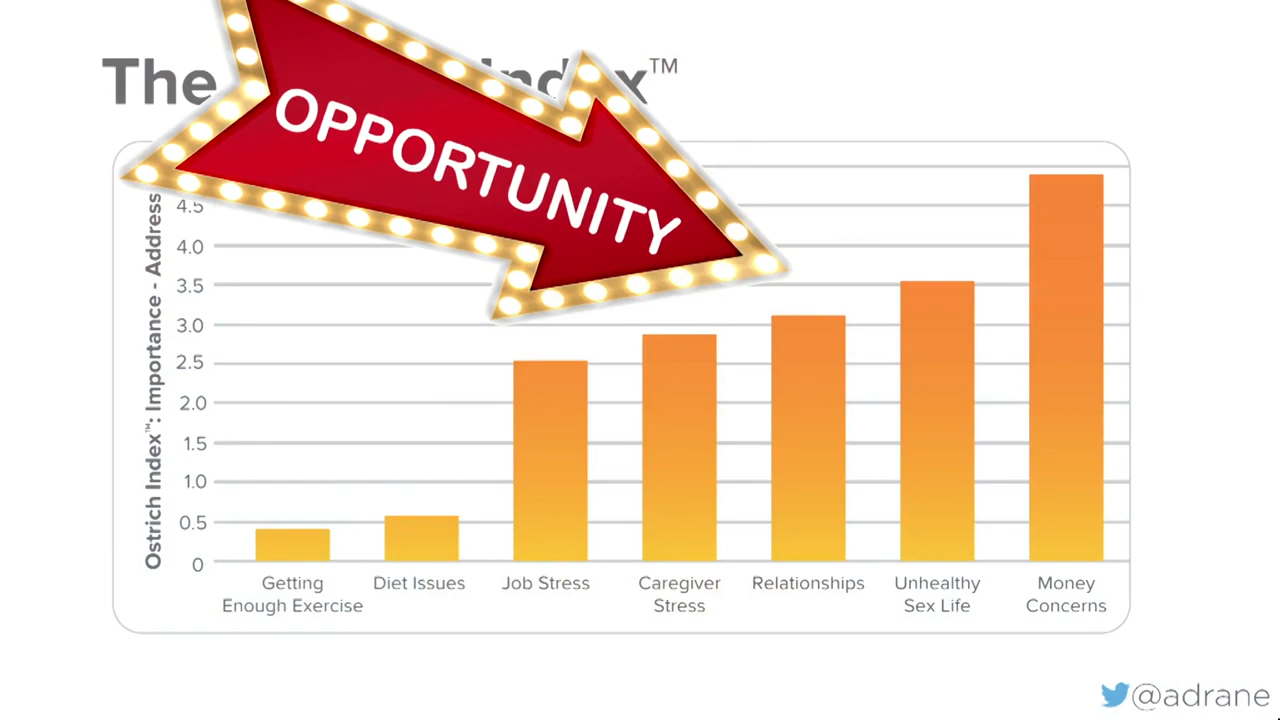 The
OPPORTUNITY
Ostrich Index™: Importance - Address
4.5
4.0
3.5
3.0
2.5
2.0
1.5
1.0
0.5
0
Getting
Enough Exercise
Diet Issues
Job Stress
Caregiver
Stress
Relationships
Unhealthy
Sex Life
Money
Concerns
@adrane